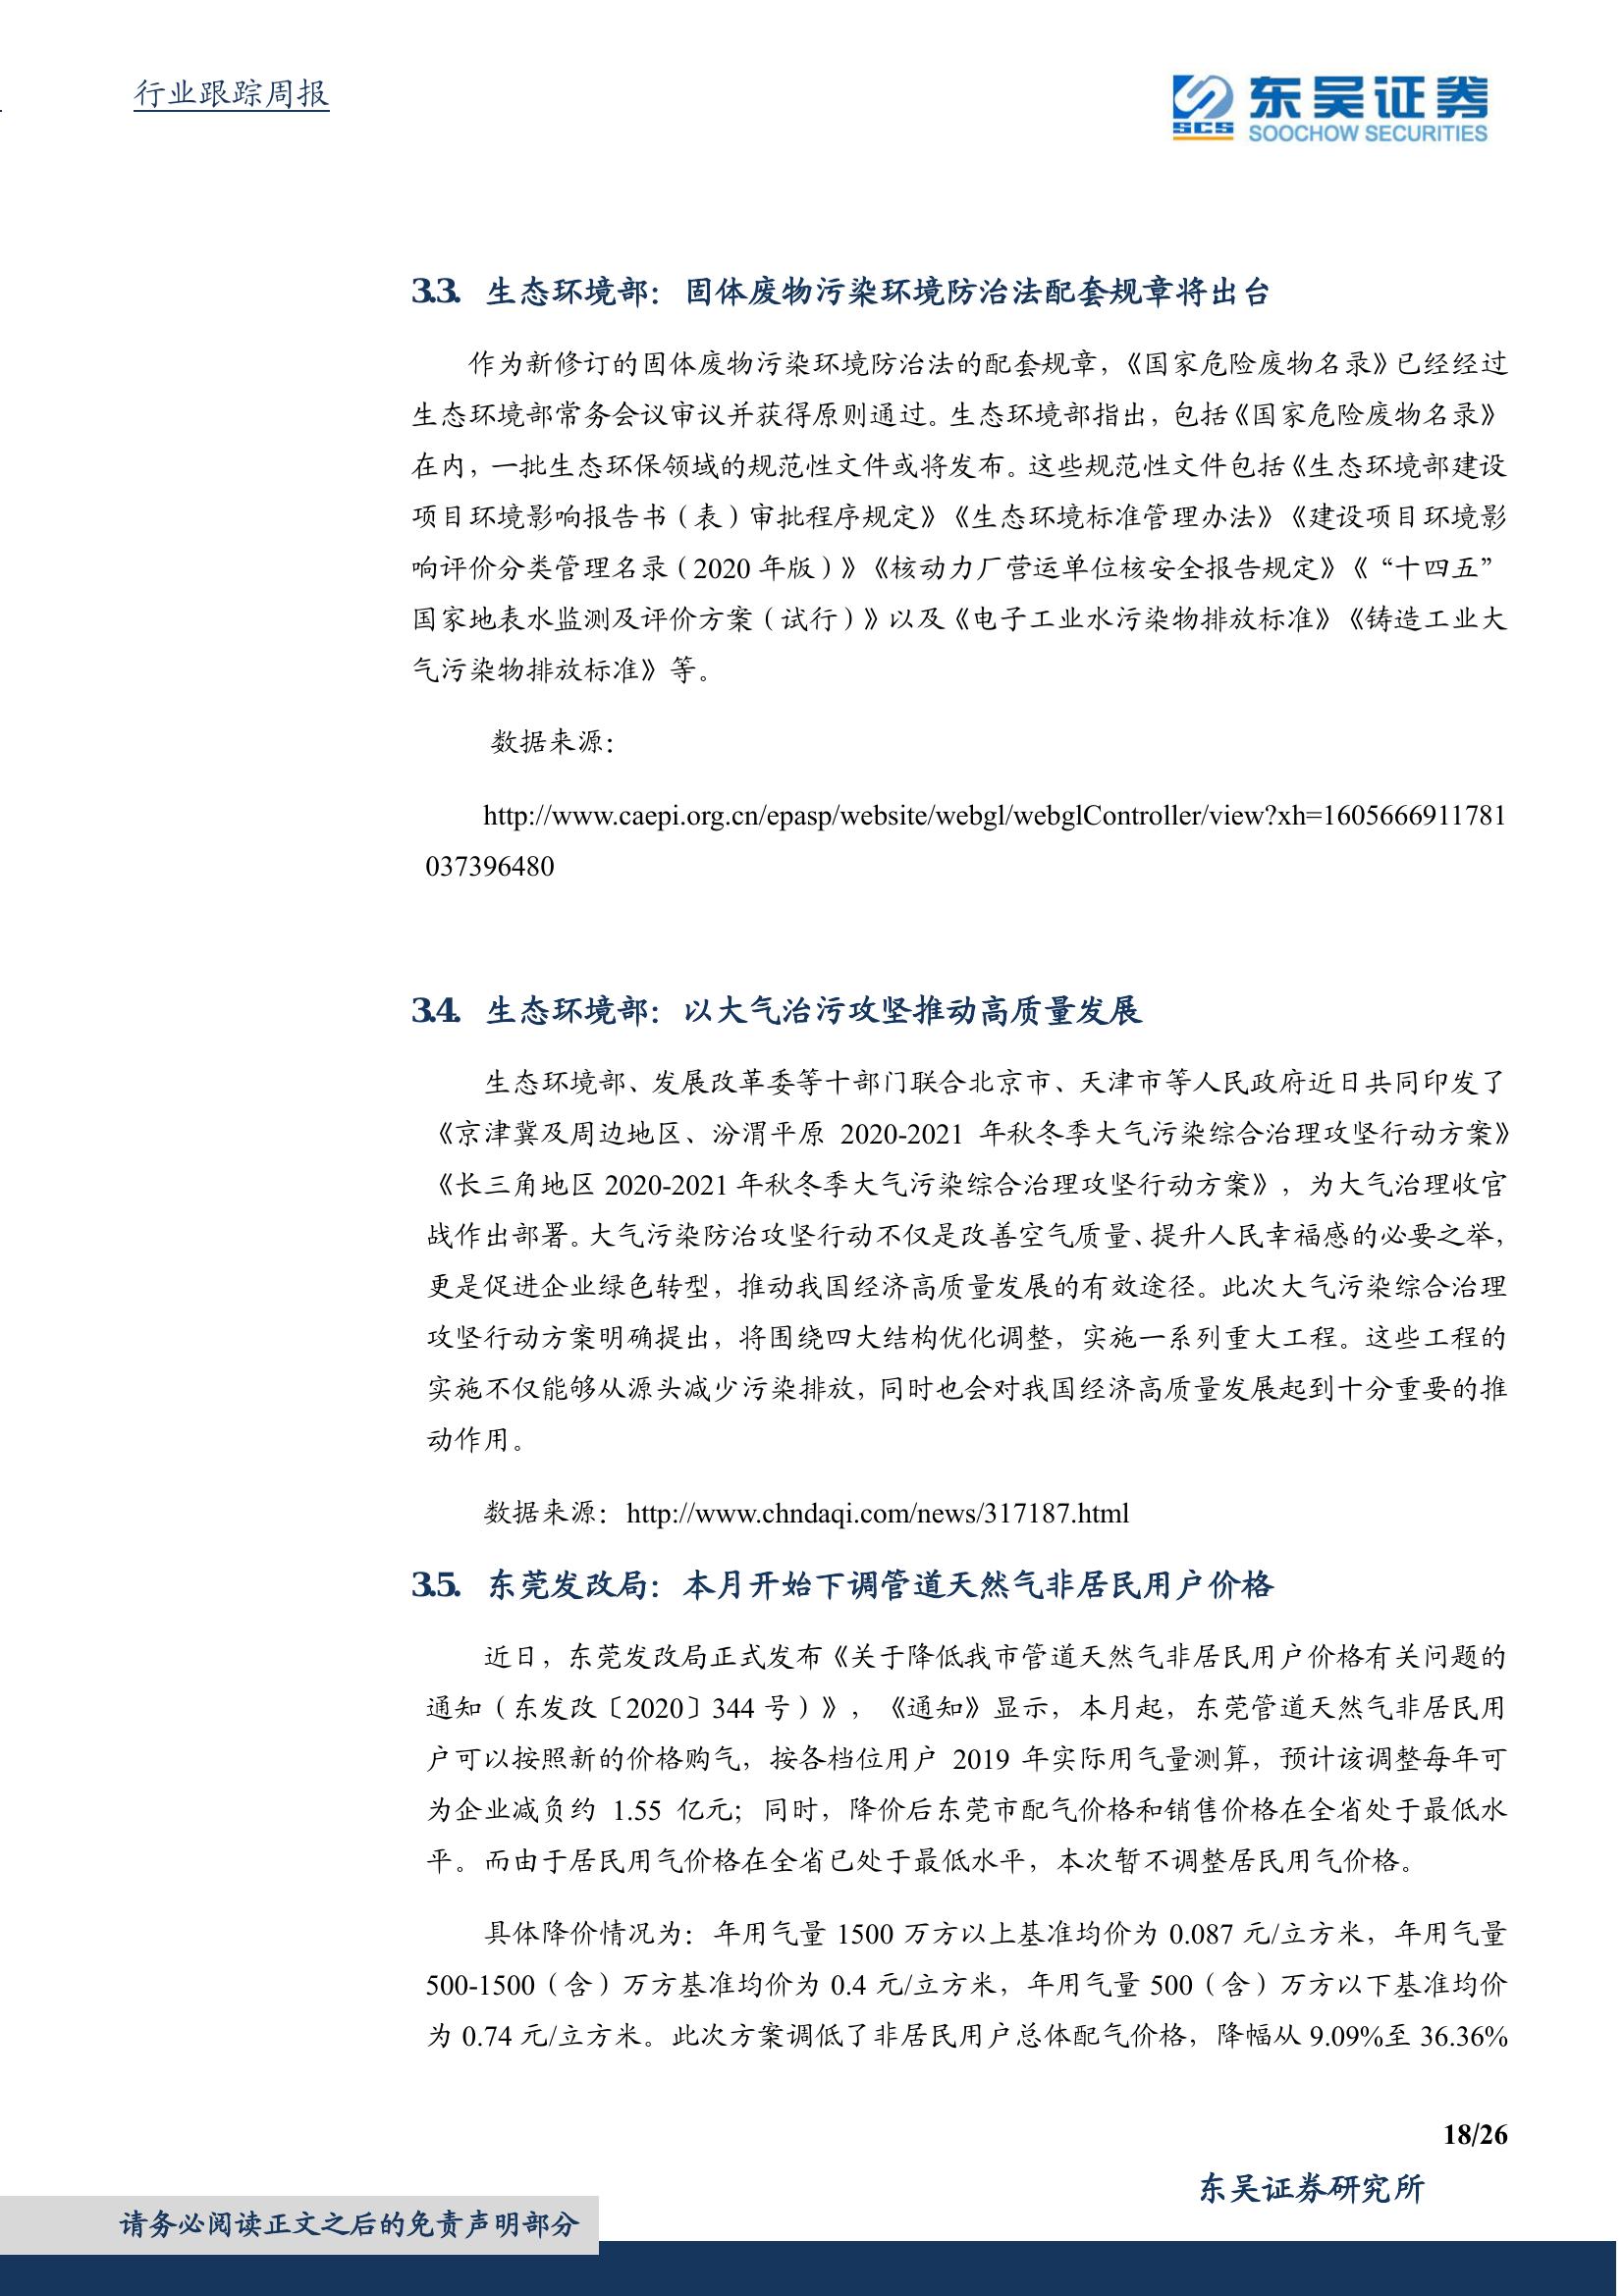 行业跟踪周报
SCS
东吴证券
SOOCHOW SECURITIES
3.3. 生态环境部：固体废物污染环境防治法配套规章将出台
作为新修订的固体废物污染环境防治法的配套规章，《国家危险废物名录》已经经过
生态环境部常务会议审议并获得原则通过。生态环境部指出，包括《国家危险废物名录》
在内，一批生态环保领域的规范性文件或将发布。这些规范性文件包括《生态环境部建设
项目环境影响报告书（表）审批程序规定》《生态环境标准管理办法》《建设项目环境影
响评价分类管理名录（2020 年版）》《核动力厂营运单位核安全报告规定》《“十四五”
国家地表水监测及评价方案（试行）》以及《电子工业水污染物排放标准》《铸造工业大
气污染物排放标准》等。
数据来源：
http://www.caepi.org.cn/epasp/website/webgl/webglController/view?xh=1605666911781
037396480
3.4. 生态环境部：以大气治污攻坚推动高质量发展
生态环境部、发展改革委等十部门联合北京市、天津市等人民政府近日共同印发了
《京津冀及周边地区、汾渭平原 2020-2021 年秋冬季大气污染综合治理攻坚行动方案》
《长三角地区 2020-2021 年秋冬季大气污染综合治理攻坚行动方案》，为大气治理收官
战作出部署。大气污染防治攻坚行动不仅是改善空气质量、提升人民幸福感的必要之举，
更是促进企业绿色转型，推动我国经济高质量发展的有效途径。此次大气污染综合治理
攻坚行动方案明确提出，将围绕四大结构优化调整，实施一系列重大工程。这些工程的
实施不仅能够从源头减少污染排放，同时也会对我国经济高质量发展起到十分重要的推
动作用。
数据来源：http://www.chndaqi.com/news/317187.html
3.5. 东莞发改局：本月开始下调管道天然气非居民用户价格
近日，东莞发改局正式发布《关于降低我市管道天然气非居民用户价格有关问题的
通知（东发改〔2020〕344 号）》，《通知》显示，本月起，东莞管道天然气非居民用
户可以按照新的价格购气，按各档位用户 2019 年实际用气量测算，预计该调整每年可
为企业减负约 1.55 亿元；同时，降价后东莞市配气价格和销售价格在全省处于最低水
平。而由于居民用气价格在全省已处于最低水平，本次暂不调整居民用气价格。
具体降价情况为：年用气量 1500 万方以上基准均价为 0.087 元/立方米，年用气量
500-1500（含）万方基准均价为 0.4 元/立方米，年用气量 500（含）万方以下基准均价
为 0.74 元/立方米。此次方案调低了非居民用户总体配气价格，降幅从 9.09%至 36.36%
18/26
东吴证券研究所
请务必阅读正文之后的免责声明部分